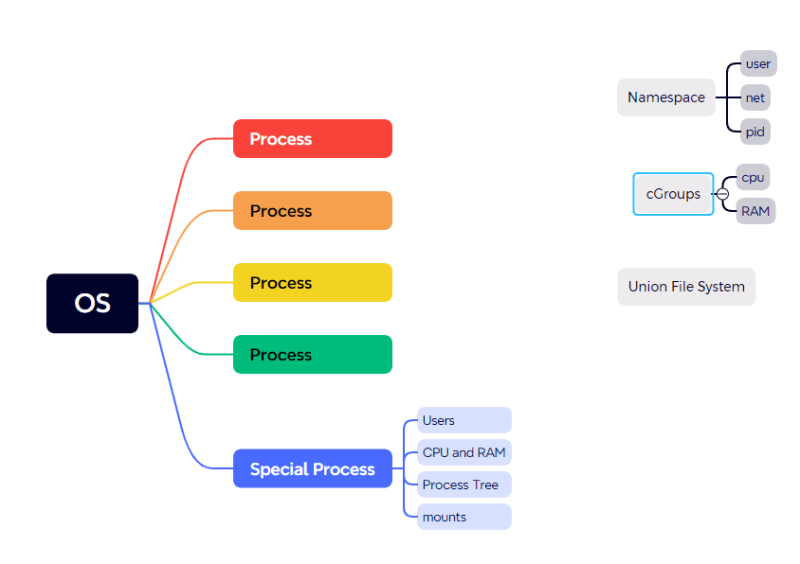 OS
Process
Process
Process
Process
Special Process
Users
CPU and RAM
Process Tree
mounts
Namespace
user
net
pid
cGroups
cpu
RAM
Union File System